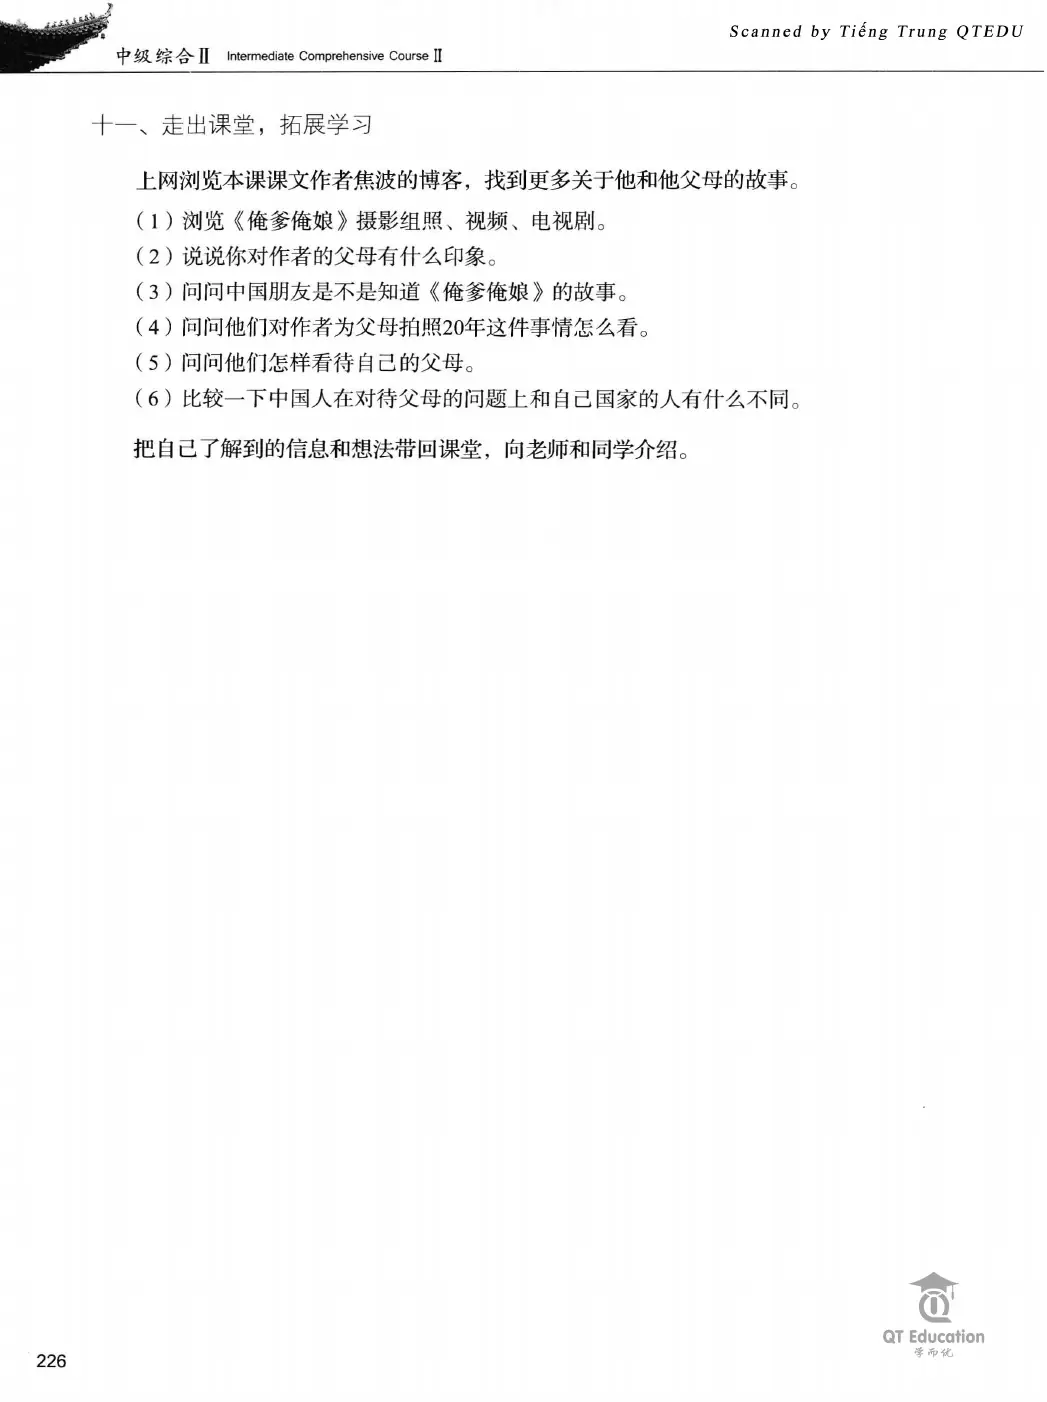 Scanned by Tiếng Trung QTEDU
中级综合Ⅱ Intermediate Comprehensive Course Ⅱ
十一、走出课堂，拓展学习
上网浏览本课课文作者焦波的博客，找到更多关于他和他父母的故事。
（1）浏览《俺爹俺娘》摄影组照、视频、电视剧。
（2）说说你对作者的父母有什么印象。
（3）问问中国朋友是不是知道《俺爹俺娘》的故事。
（4）问问他们对作者为父母拍照20年这件事情怎么看。
（5）问问他们怎样看待自己的父母。
（6）比较一下中国人在对待父母的问题上和自己国家的人有什么不同。
把自己了解到的信息和想法带回课堂，向老师和同学介绍。
QT Education
学而优
226